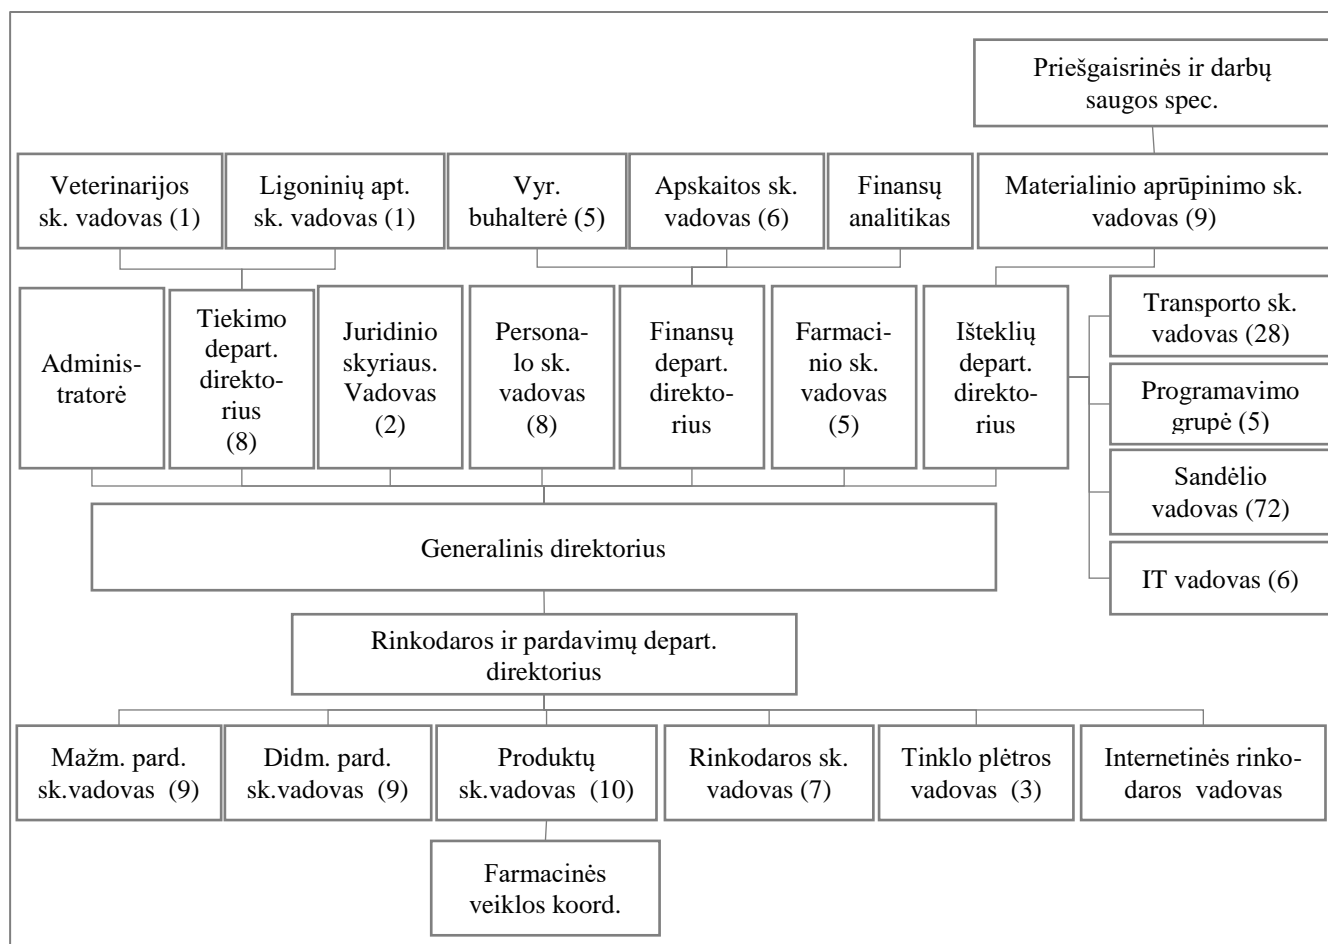 Priešgaisrinės ir darbų
saugos spec.
Veterinarijos
sk. vadovas (1)
Ligoninių apt.
sk. vadovas (1)
Vyr.
buhalterė (5)
Apskaitos sk.
vadovas (6)
Finansų
analitikas
Materialinio aprūpinimo sk.
vadovas (9)
Adminis-
tratorė
Tiekimo
depart.
direkto-
rius
(8)
Juridinio
skyriaus.
Vadovas
(2)
Persona-
lo sk.
vadovas
(8)
Finansų
depart.
direkto-
rius
Farmaci-
nio sk.
vadovas
(5)
Išteklių
depart.
direkto-
rius
Transporto sk.
vadovas (28)
Programavimo
grupė (5)
Sandėlio
vadovas (72)
IT vadovas (6)
Generalinis direktorius
Rinkodaros ir pardavimų depart.
direktorius
Mažm. pard.
sk.vadovas (9)
Didm. pard.
sk.vadovas (9)
Produktų
sk.vadovas (10)
Rinkodaros sk.
vadovas (7)
Tinklo plėtros
vadovas (3)
Internetinės rinko-
daros vadovas
Farmacinės
veiklos koord.